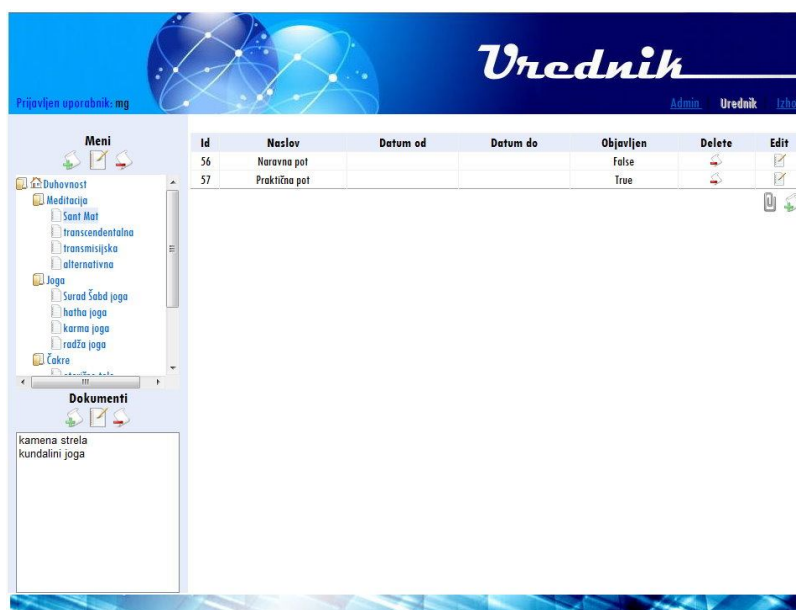 Urednik
Prijavljen uporabnik: mg
Admin Urednik
Meni
Duhovnost
Meditacija
Sant Mat
transcendentalna
transmisijska
alternativna
Joga
Surad Šabd joga
hatha joga
karma joga
radža joga
Čakre
Dokumenti
kamena strela
kundalini joga
Id Naslov Datum od Datum do Objavljen Delete Edit
56 Naravna pot False
57 Praktična pot True